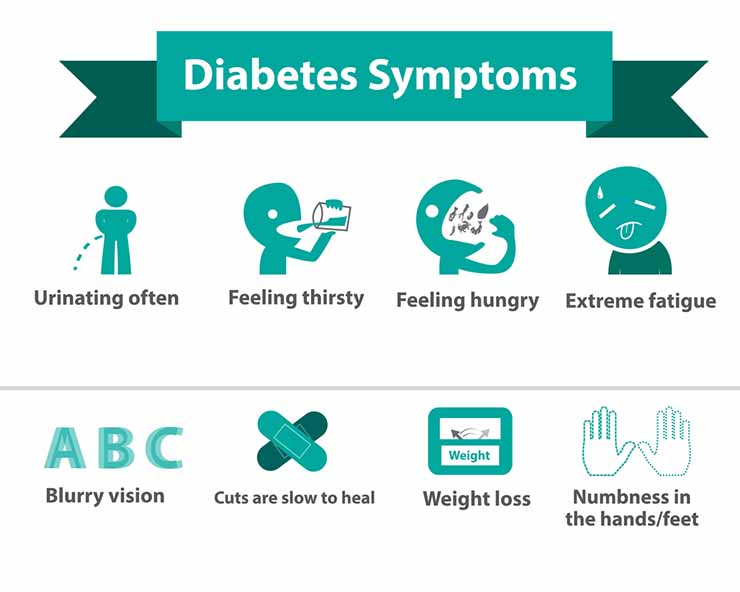 Diabetes Symptoms
Urinating often
Feeling thirsty
Feeling hungry
Extreme fatigue
A B C
Blurry vision
Cuts are slow to heal
Weight
Weight loss
Numbness in
the hands/feet